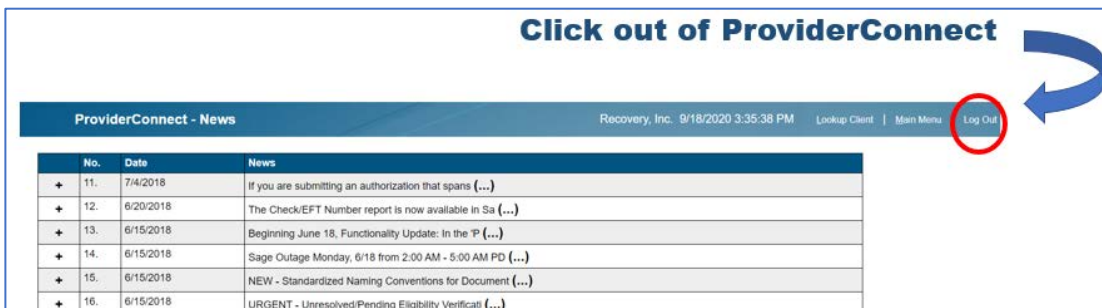 Click out of ProviderConnect
ProviderConnect - News Recovery, Inc. 9/18/2020 3:35:38 PM Lookup Client | Main Menu Log Out
No. Date News
+ 11. 7/4/2018 If you are submitting an authorization that spans (...)
+ 12. 6/20/2018 The Check/EFT Number report is now available in Sa (...)
+ 13. 6/15/2018 Beginning June 18, Functionality Update: In the 'P (...)
+ 14. 6/15/2018 Sage Outage Monday, 6/18 from 2:00 AM - 5:00 AM PD (...)
+ 15. 6/15/2018 NEW - Standardized Naming Conventions for Document (...)
+ 16. 6/15/2018 URGENT - Unresolved/Pending Eligibility Verificati (...)